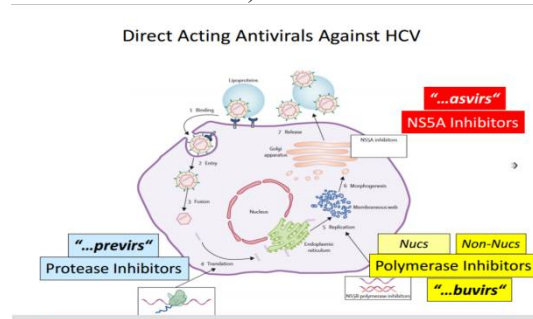 Direct Acting Antivirals Against HCV
Lipoproteins
1 Binding
2 Entry
3 Fusion
Nucleus
4 Translation
Endoplasmic
reticulum
5 Replication
Membranous web
6 Morphogenesis
Golgi
apparatus
7 Release
NS5A inhibitors
"...asvirs"
NS5A Inhibitors
"...previrs"
Protease Inhibitors
Nucs
Non-Nucs
Polymerase Inhibitors
"...buvirs"
NS5B polymerase inhibitors